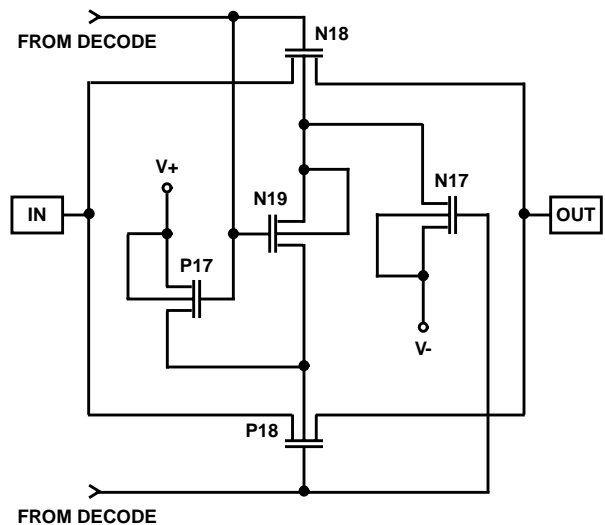 FROM DECODE
N18
V+
N17
N19
IN
OUT
P17
V-
P18
FROM DECODE